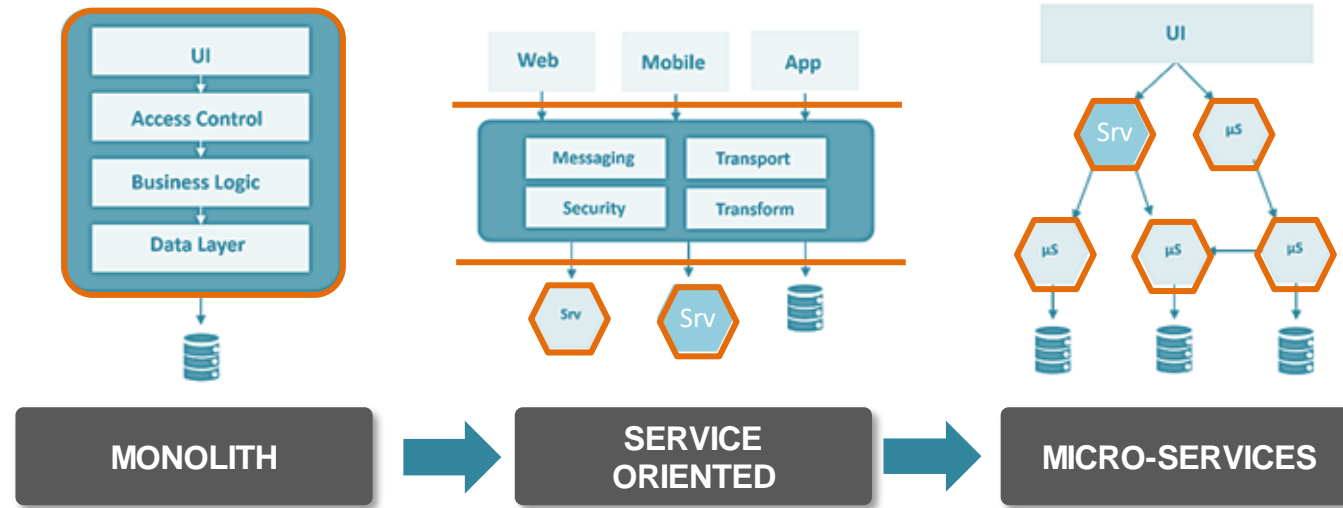 UI
Access Control
Business Logic
Data Layer
MONOLITH
Web Mobile App
Messaging Transport
Security Transform
Srv Srv
SERVICE
ORIENTED
UI
Srv µS
µS µS µS
MICRO-SERVICES